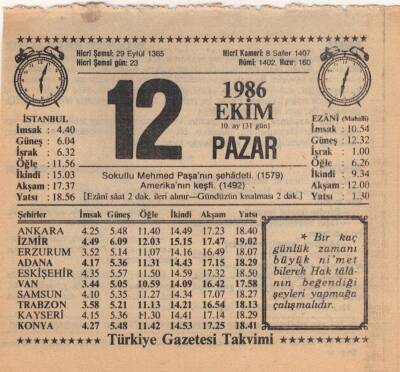 Hicrî Şemsî: 29 Eylül 1365
Hicrî Şemsî gün: 23
Hicrî Kamerî: 8 Safer 1407
Rûmî: 1402, Hızır: 160
12
1986
EKİM
10. ay (31 gün)
PAZAR
İSTANBUL
İmsak : 4.40
Güneş : 6.04
İşrak : 6.32
Öğle : 11.56
İkindi : 15.03
Akşam : 17.37
Yatsı : 18.56
EZÂNÎ (Mahallî)
İmsak : 10.54
Güneş : 12.32
İşrak : 1.00
Öğle : 6.26
İkindi : 9.34
Akşam : 12.00
Yatsı : 1.30
Sokullu Mehmed Paşa'nın şehâdeti. (1579)
Amerika'nın keşfi. (1492)
[Ezânî sâat 2 dak. ileri alınır—Gündüzün kısalması 2 dak.]
Şehirler İmsak Güneş Öğle İkindi Akşam Yatsı
ANKARA 4.25 5.48 11.40 14.49 17.23 18.40
İZMİR 4.49 6.09 12.03 15.15 17.47 19.02
ERZURUM 3.52 5.14 11.07 14.16 16.49 18.07
ADANA 4.17 5.36 11.31 14.43 17.15 18.29
ESKİŞEHİR 4.35 5.57 11.50 14.59 17.32 18.50
VAN 3.44 5.05 10.59 14.09 16.42 17.58
SAMSUN 4.10 5.35 11.27 14.34 17.07 18.27
TRABZON 3.58 5.21 11.13 14.21 16.54 18.13
KAYSERİ 4.15 5.36 11.30 14.41 17.14 18.29
KONYA 4.27 5.48 11.42 14.53 17.25 18.41
* Bir kaç
günlük zamanı
büyük ni'met
bilerek Hak tâlâ-
nın beğendiği
şeyleri yapmağa
çalışmalıdır.
Türkiye Gazetesi Takvimi